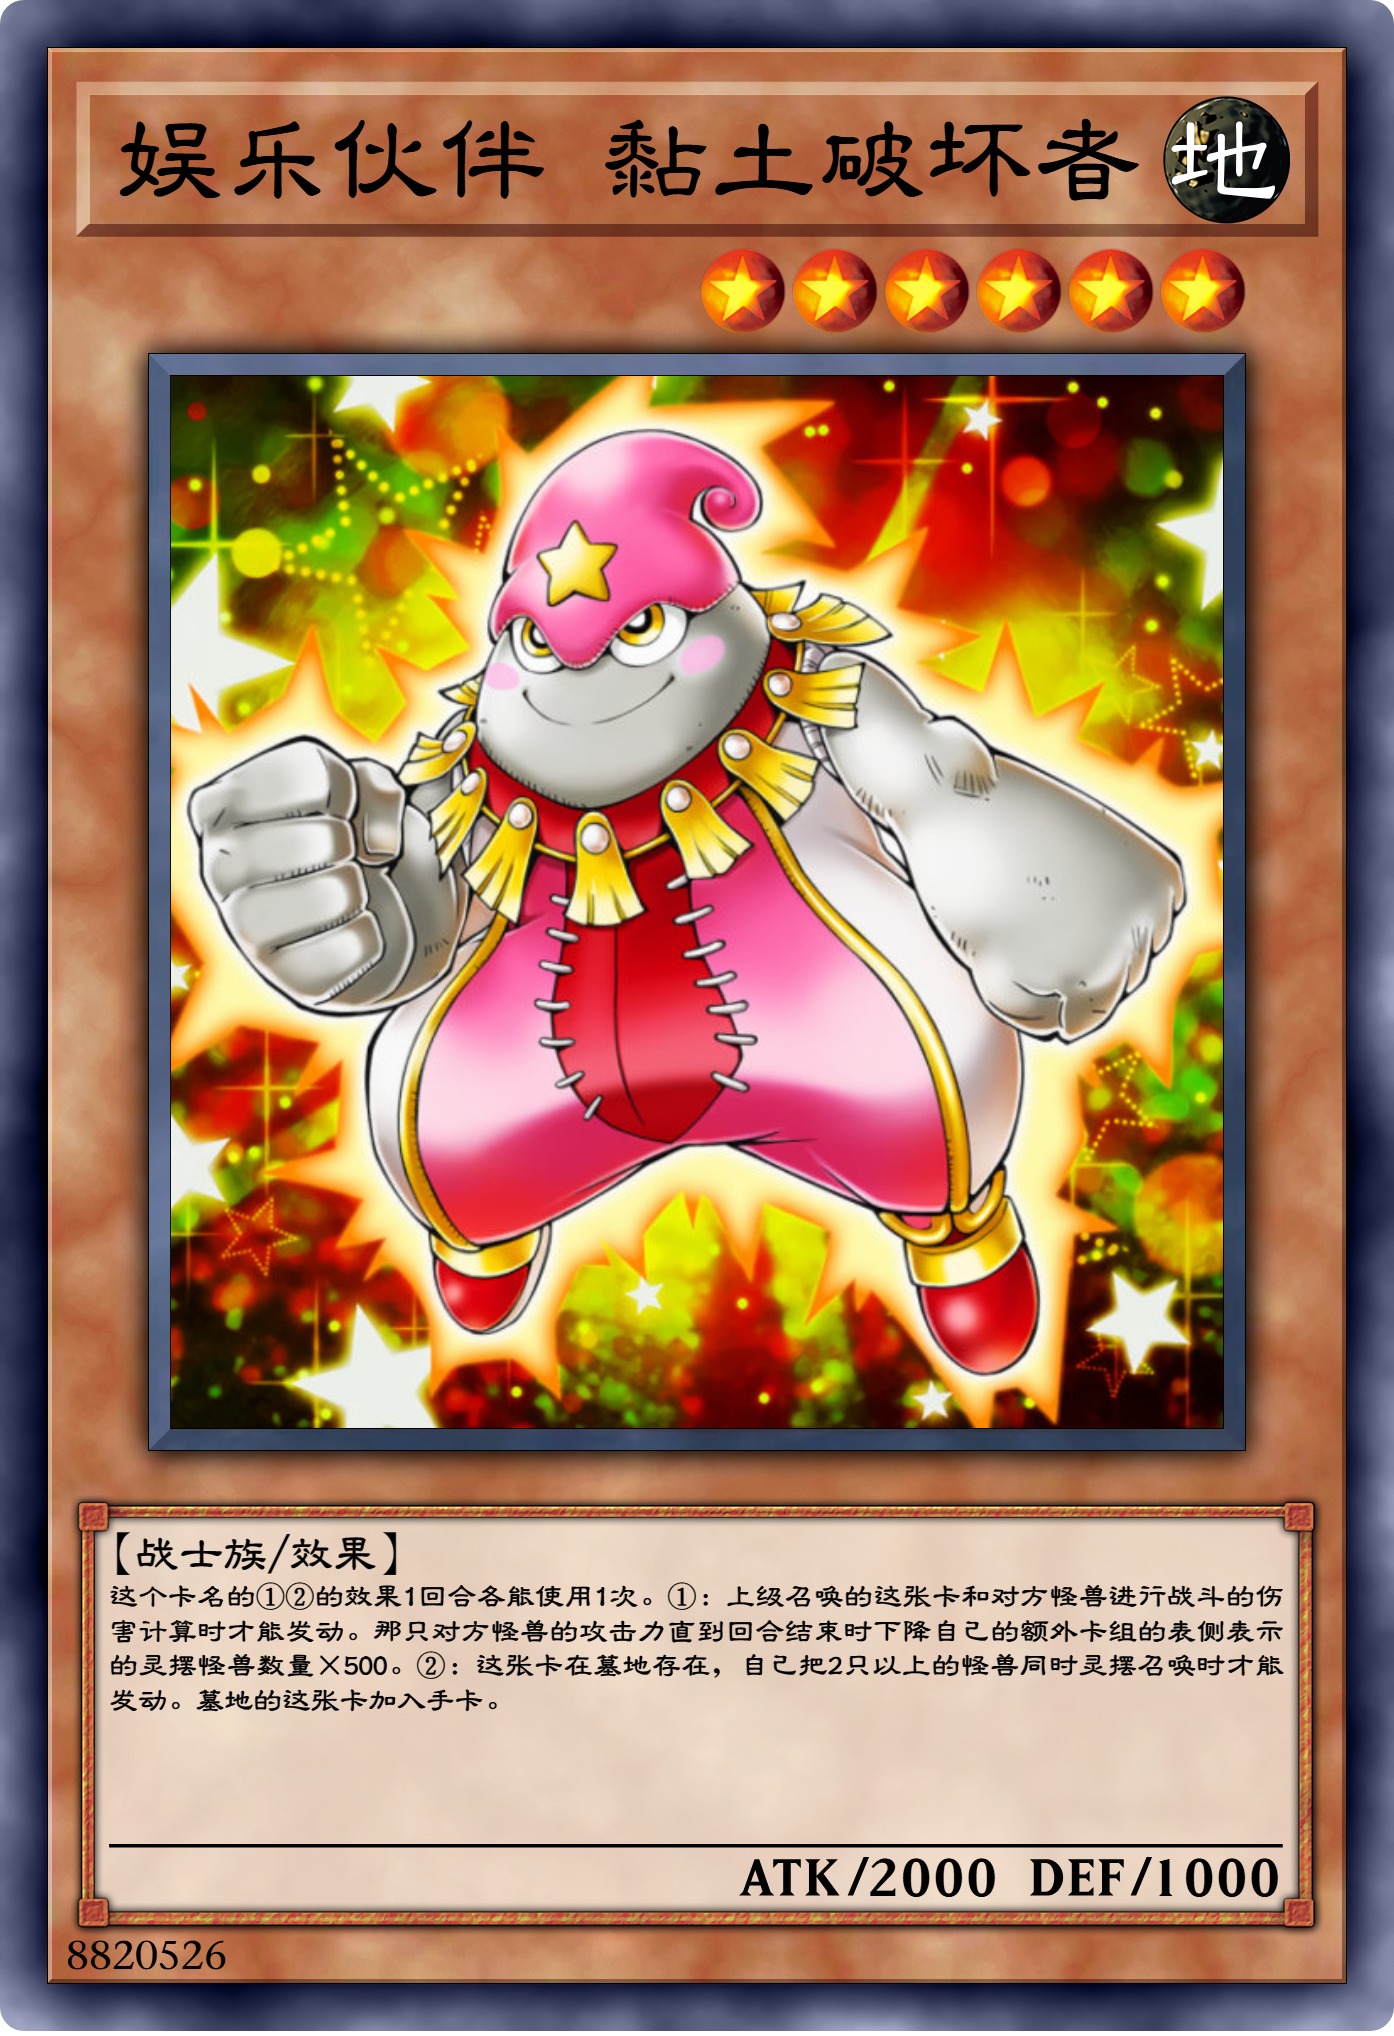 娱乐伙伴 黏土破坏者 地
【战士族/效果】
这个卡名的①②的效果1回合各能使用1次。①：上级召唤的这张卡和对方怪兽进行战斗的伤
害计算时才能发动。那只对方怪兽的攻击力直到回合结束时下降自己的额外卡组的表侧表示
的灵摆怪兽数量×500。②：这张卡在墓地存在，自己把2只以上的怪兽同时灵摆召唤时才能
发动。墓地的这张卡加入手卡。
ATK/2000 DEF/1000
8820526